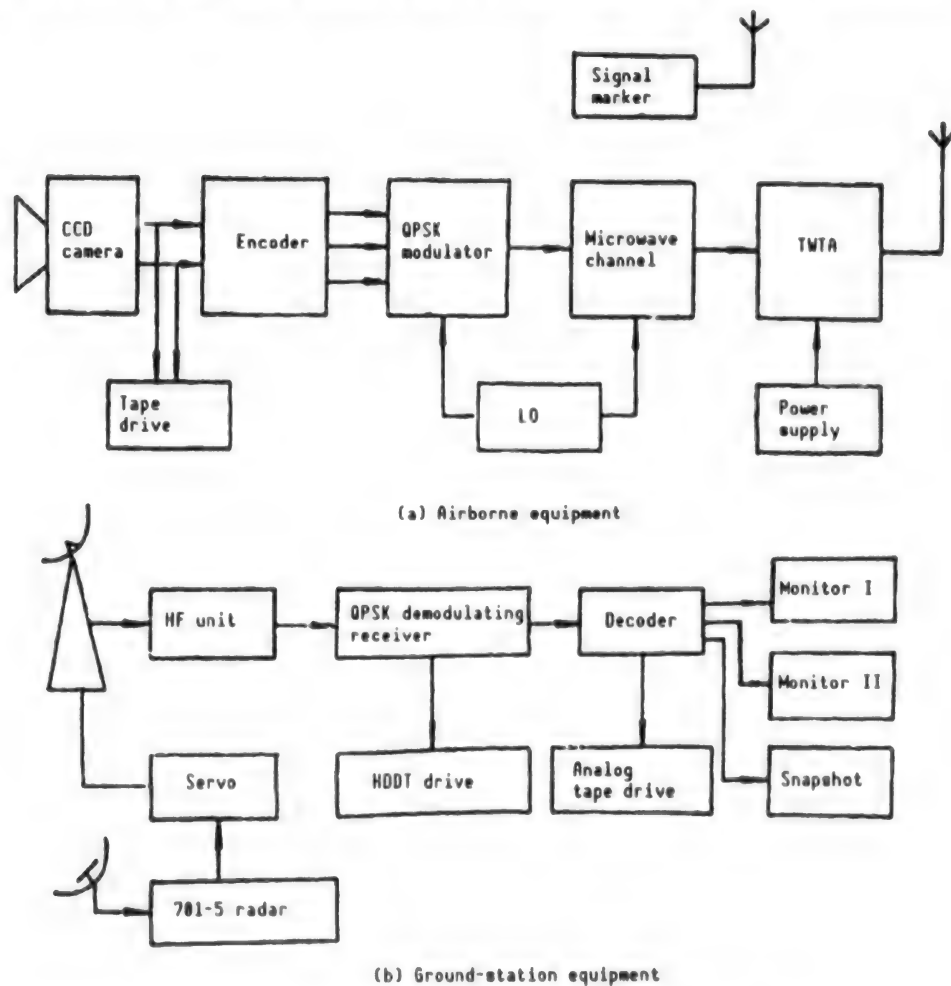 Signal
marker
CCD
camera
Encoder
QPSK
modulator
Microwave
channel
TWTA
Tape
drive
LO
Power
supply
(a) Airborne equipment
HF unit
QPSK demodulating
receiver
Decoder
Monitor I
Monitor II
Snapshot
Servo
HDDT drive
Analog
tape drive
701-5 radar
(b) Ground-station equipment